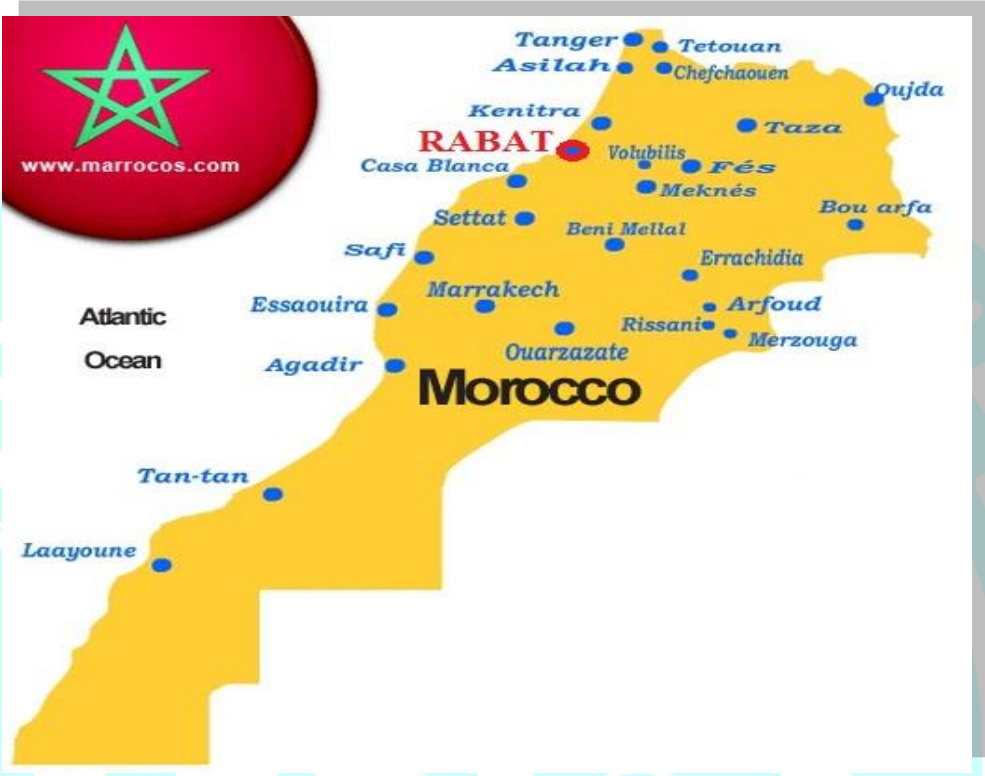 Tanger
Tetouan
Asilah
Chefchaouen
Oujda
Kenitra
Taza
RABAT
Volubilis
www.marrocos.com
Casa Blanca
Fés
Meknés
Bou arfa
Settat
Beni Mellal
Safi
Errachidia
Marrakech
Essaouira
Arfoud
Atlantic
Rissani
Merzouga
Ouarzazate
Ocean
Agadir
Morocco
Tan-tan
Laayoune